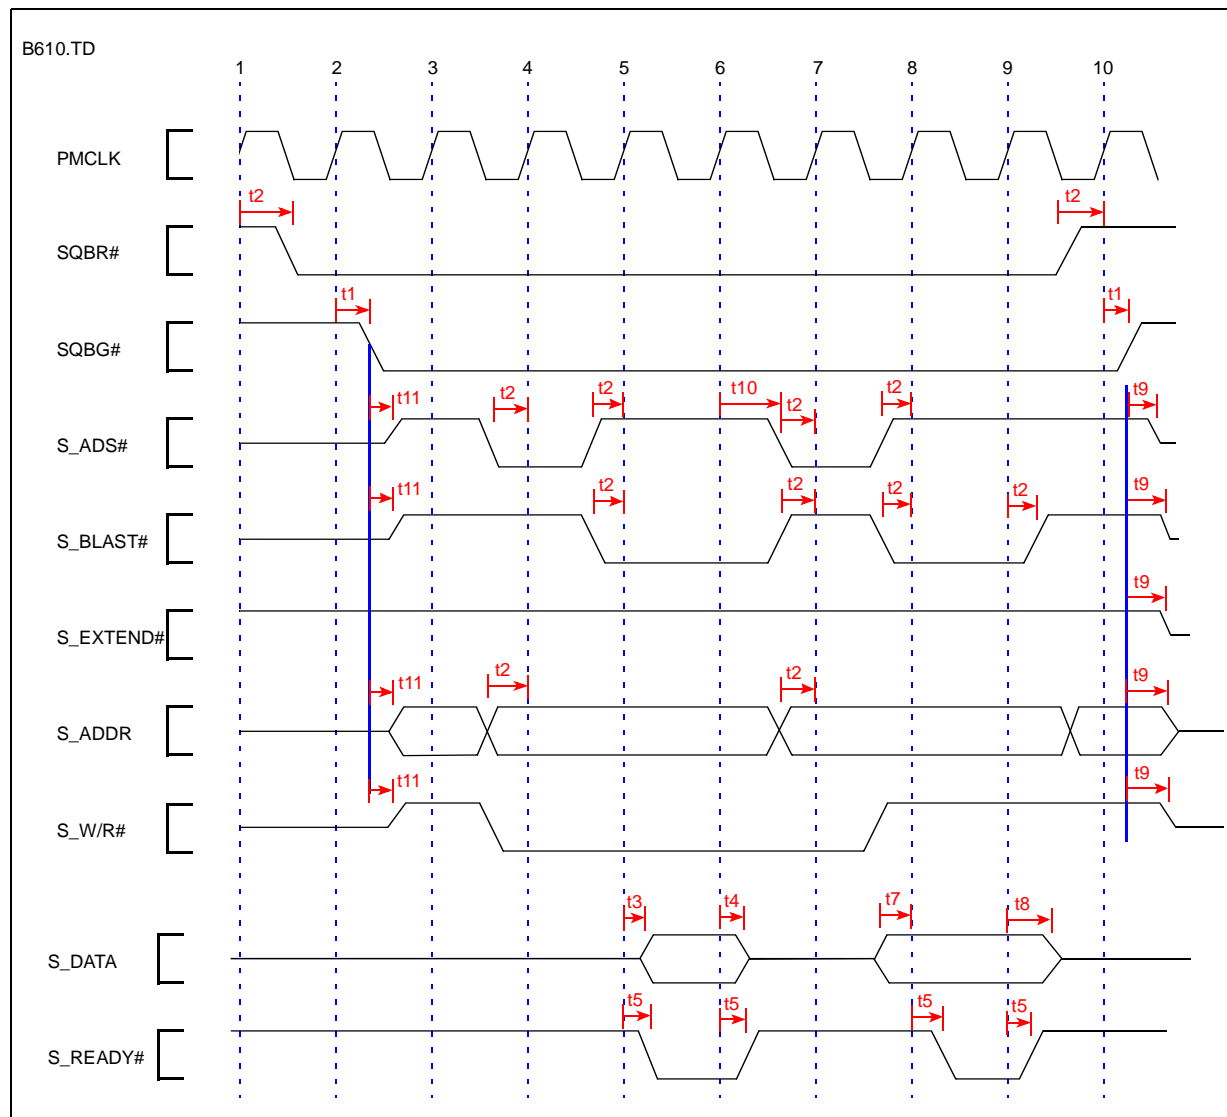 B610.TD
1 2 3 4 5 6 7 8 9 10
PMCLK
t2 t2
SQBR#
t1 t1
SQBG#
t11 t2 t2 t10 t2 t2 t9
S_ADS#
t11 t2 t2 t2 t2 t9
S_BLAST#
t9
S_EXTEND#
t11 t2 t2 t9
S_ADDR
t11 t9
S_W/R#
t3 t4 t7 t8
S_DATA
t5 t5 t5 t5
S_READY#